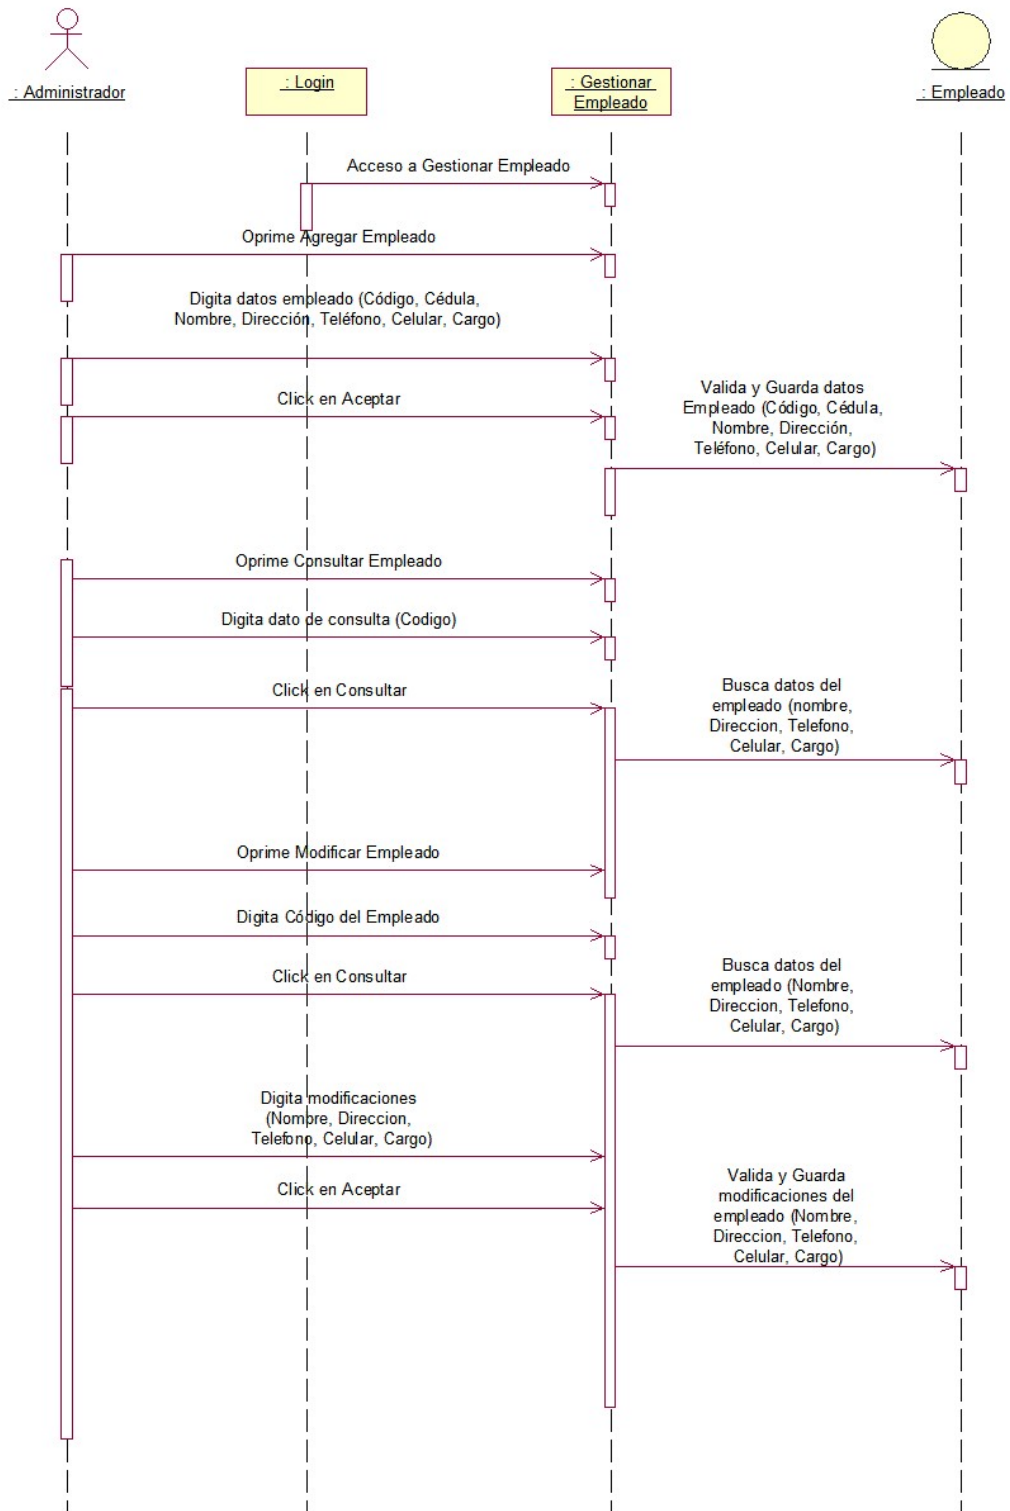 : Administrador
: Login
: Gestionar
Empleado
: Empleado
Acceso a Gestionar Empleado
Oprime Agregar Empleado
Digita datos empleado (Código, Cédula,
Nombre, Dirección, Teléfono, Celular, Cargo)
Click en Aceptar
Valida y Guarda datos
Empleado (Código, Cédula,
Nombre, Dirección,
Teléfono, Celular, Cargo)
Oprime Consultar Empleado
Digita dato de consulta (Codigo)
Click en Consultar
Busca datos del
empleado (nombre,
Direccion, Telefono,
Celular, Cargo)
Oprime Modificar Empleado
Digita Código del Empleado
Click en Consultar
Busca datos del
empleado (Nombre,
Direccion, Telefono,
Celular, Cargo)
Digita modificaciones
(Nombre, Direccion,
Telefono, Celular, Cargo)
Click en Aceptar
Valida y Guarda
modificaciones del
empleado (Nombre,
Direccion, Telefono,
Celular, Cargo)